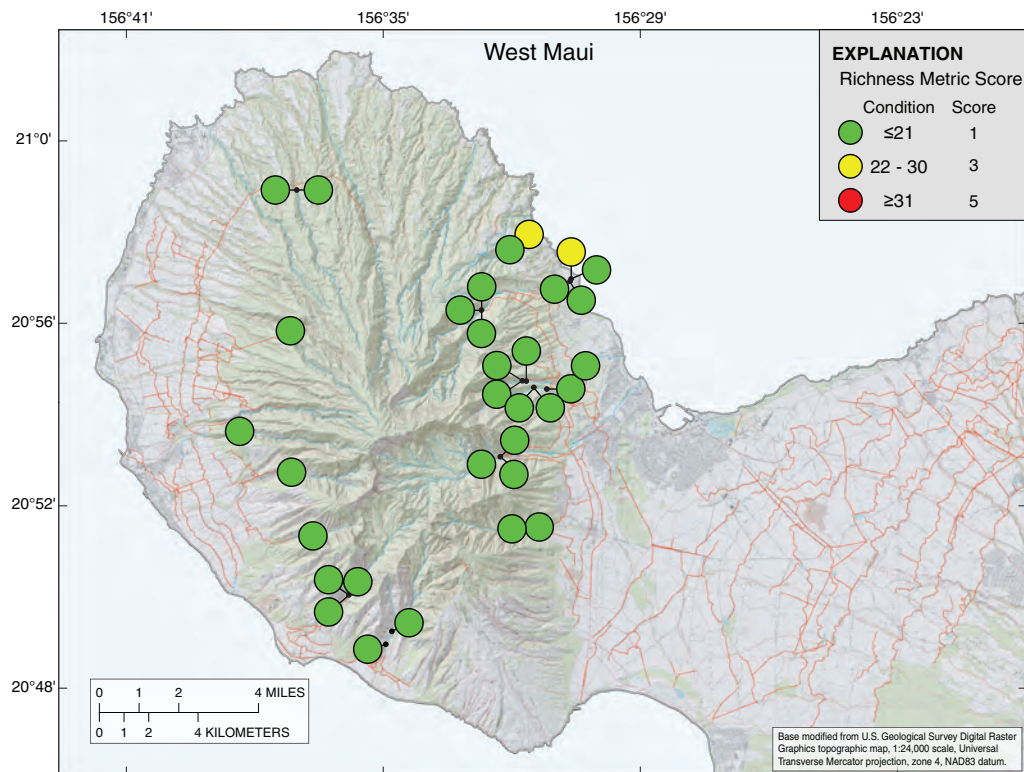 156°41' 156°35' 156°29' 156°23'
West Maui
EXPLANATION
Richness Metric Score
Condition Score
≤21 1
22 - 30 3
≥31 5
21°0'
20°56'
20°52'
20°48'
0 1 2 4 MILES
0 1 2 4 KILOMETERS
Base modified from U.S. Geological Survey Digital Raster
Graphics topographic map, 1:24,000 scale, Universal
Transverse Mercator projection, zone 4, NAD83 datum.